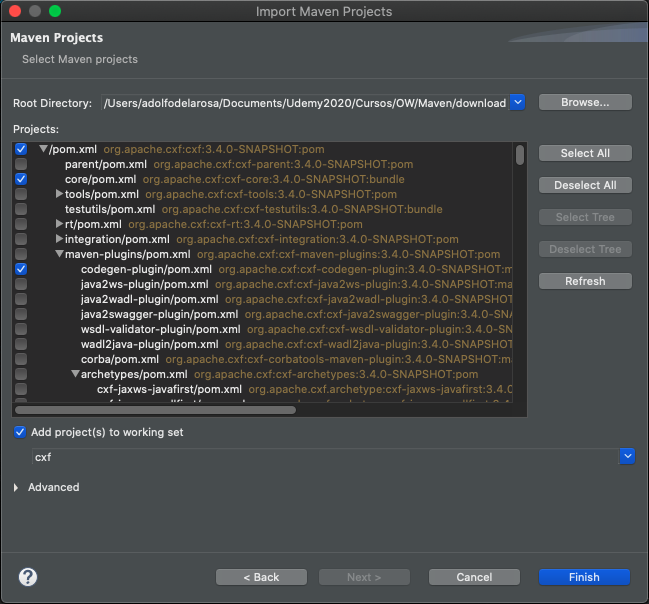 Import Maven Projects
Maven Projects
Select Maven projects
Root Directory: /Users/adolfodelarosa/Documents/Udemy2020/Cursos/OW/Maven/download Browse...
Projects:
/pom.xml org.apache.cxf:cxf:3.4.0-SNAPSHOT:pom
parent/pom.xml org.apache.cxf:cxf-parent:3.4.0-SNAPSHOT:pom
core/pom.xml org.apache.cxf:cxf-core:3.4.0-SNAPSHOT:bundle
tools/pom.xml org.apache.cxf:cxf-tools:3.4.0-SNAPSHOT:pom
testutils/pom.xml org.apache.cxf:cxf-testutils:3.4.0-SNAPSHOT:bundle
rt/pom.xml org.apache.cxf:cxf-rt:3.4.0-SNAPSHOT:pom
integration/pom.xml org.apache.cxf:cxf-integration:3.4.0-SNAPSHOT:pom
maven-plugins/pom.xml org.apache.cxf:cxf-maven-plugins:3.4.0-SNAPSHOT:pom
codegen-plugin/pom.xml org.apache.cxf:cxf-codegen-plugin:3.4.0-SNAPSHOT:m
java2ws-plugin/pom.xml org.apache.cxf:cxf-java2ws-plugin:3.4.0-SNAPSHOT:
java2wadl-plugin/pom.xml org.apache.cxf:cxf-java2wadl-plugin:3.4.0-SNAPSHOT
java2swagger-plugin/pom.xml org.apache.cxf:cxf-java2swagger-plugin:3.4.0-SN
wsdl-validator-plugin/pom.xml org.apache.cxf:cxf-wsdl-validator-plugin:3.4.0-SN
wadl2java-plugin/pom.xml org.apache.cxf:cxf-wadl2java-plugin:3.4.0-SNAPSHO
corba/pom.xml org.apache.cxf:cxf-corbatools-maven-plugin:3.4.0-SNAPSHOT:ma
archetypes/pom.xml org.apache.cxf:cxf-archetypes:3.4.0-SNAPSHOT:pom
cxf-jaxws-javafirst/pom.xml org.apache.cxf.archetype:cxf-jaxws-javafirst:3.4.0
Select All
Deselect All
Select Tree
Deselect Tree
Refresh
Add project(s) to working set
cxf
Advanced
? < Back Next > Cancel Finish